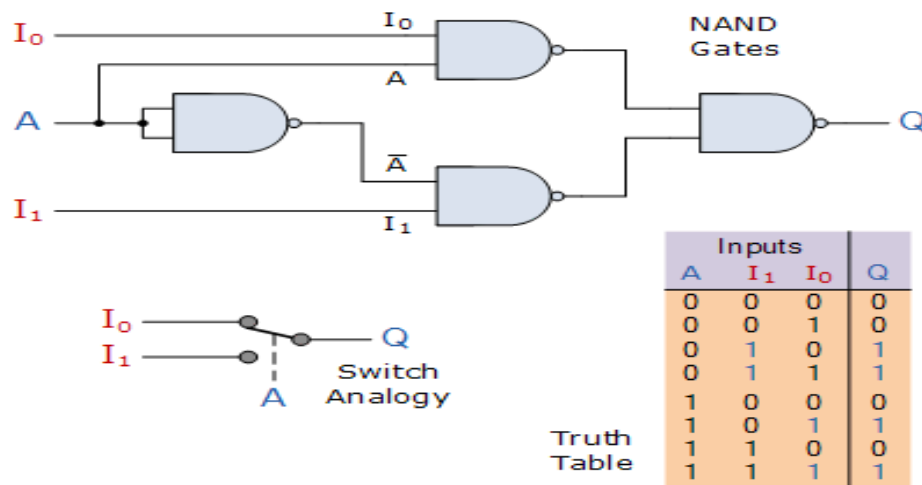 I₀
I₀
NAND
Gates
A
A
Q
A̅
I₁
I₁
Inputs
A I₁ I₀ Q
0 0 0 0
0 0 1 0
0 1 0 1
0 1 1 1
1 0 0 0
1 0 1 1
1 1 0 0
1 1 1 1
I₀
Q
I₁
Switch
Analogy
A
Truth
Table